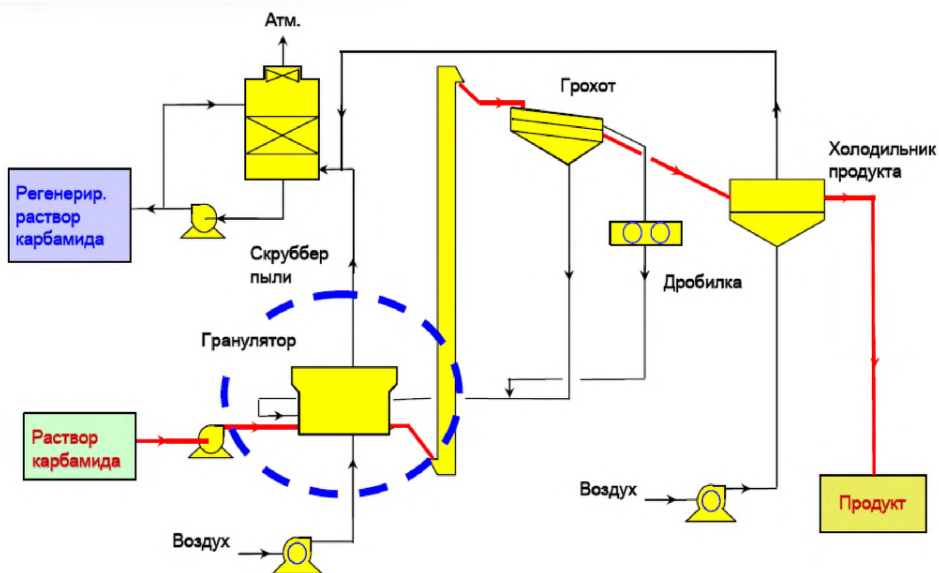 Атм.
Грохот
Холодильник
продукта
Регенерир.
раствор
карбамида
Скруббер
пыли
Дробилка
Гранулятор
Раствор
карбамида
Воздух
Продукт
Воздух